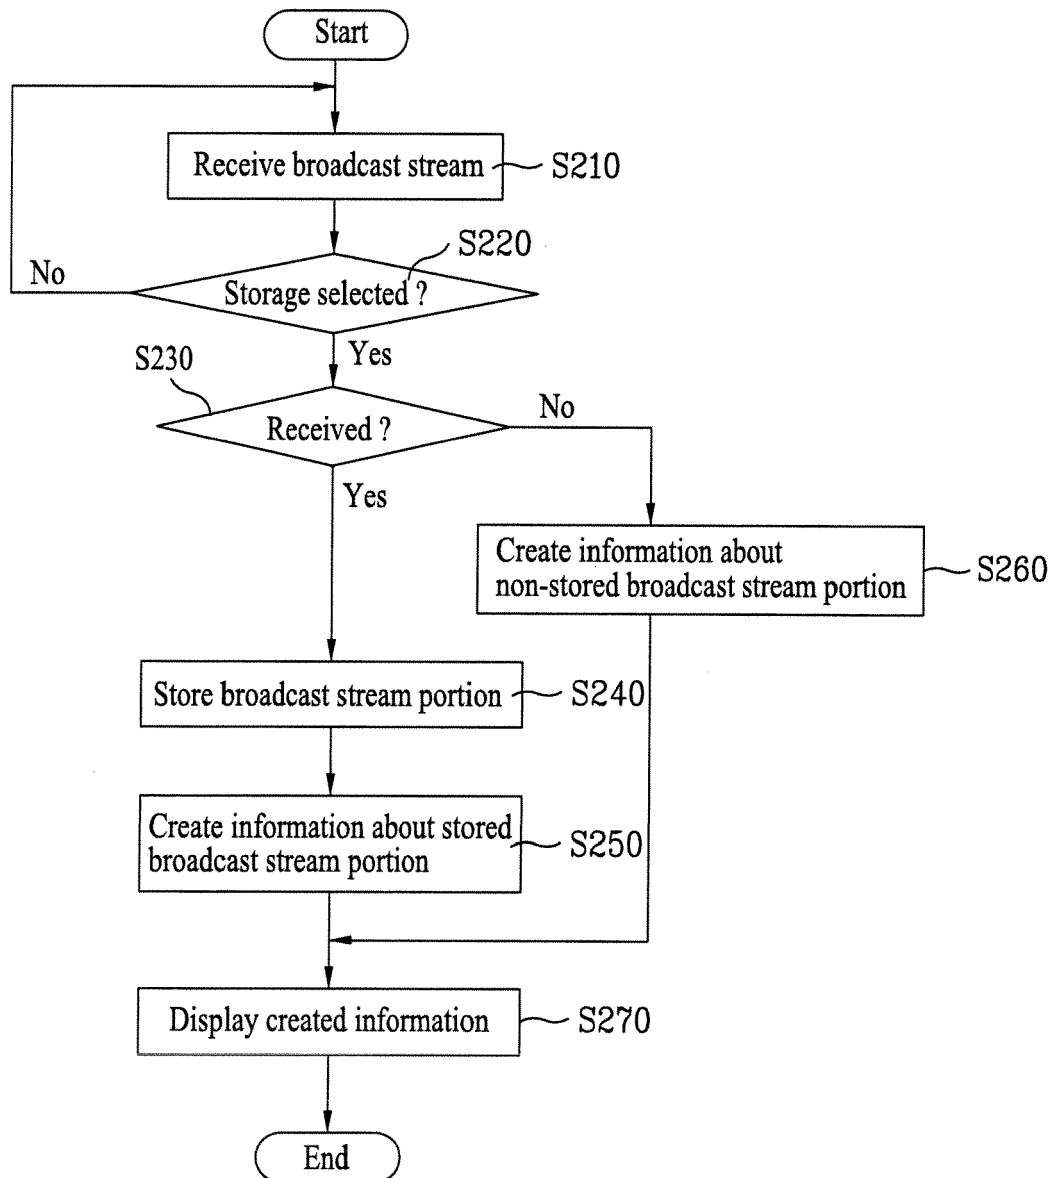 Start
Receive broadcast stream
S210
S220
Storage selected ?
No
Yes
S230
Received ?
No
Yes
Create information about
non-stored broadcast stream portion
S260
Store broadcast stream portion
S240
Create information about stored
broadcast stream portion
S250
Display created information
S270
End